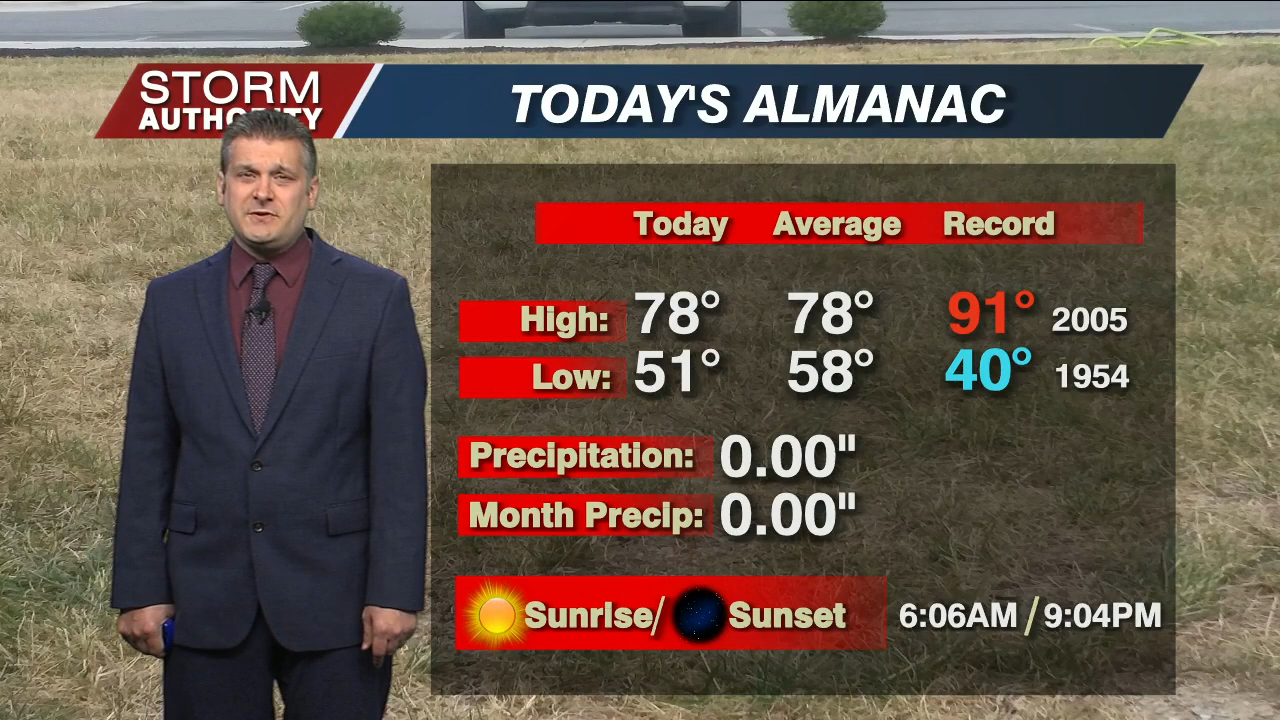 STORM
AUTHORITY
TODAY'S ALMANAC
Today Average Record
High: 78° 78° 91° 2005
Low: 51° 58° 40° 1954
Precipitation: 0.00"
Month Precip: 0.00"
Sunrise/ Sunset 6:06AM / 9:04PM